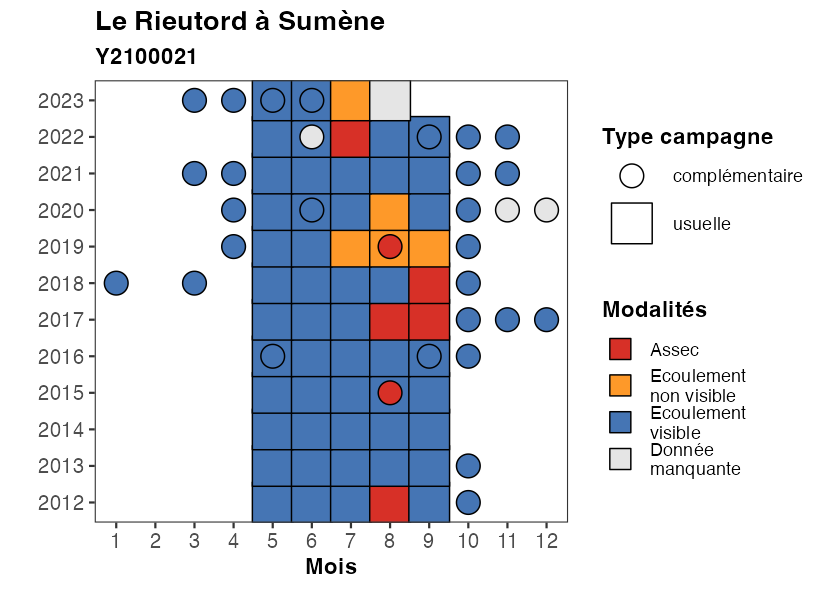 Le Rieutord à Sumène
Y2100021
2023
2022
2021
2020
2019
2018
2017
2016
2015
2014
2013
2012
1 2 3 4 5 6 7 8 9 10 11 12
Mois
Type campagne
complémentaire
usuelle
Modalités
Assec
Ecoulement
non visible
Ecoulement
visible
Donnée
manquante